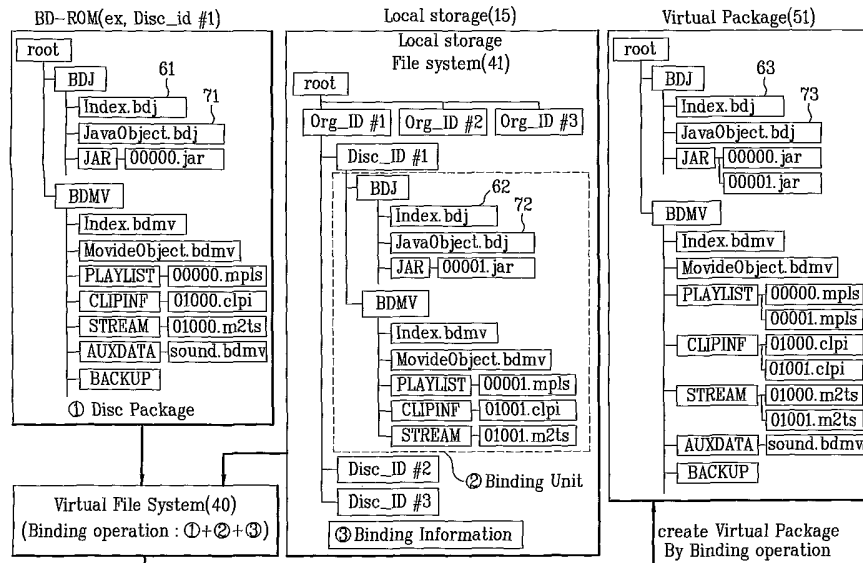 BD-ROM(ex, Disc_id #1)
root
BDJ
61
Index.bdj
71
JavaObject.bdj
JAR
00000.jar
BDMV
Index.bdmv
MovideObject.bdmv
PLAYLIST
00000.mpls
CLIPINF
01000.clpi
STREAM
01000.m2ts
AUXDATA
sound.bdmv
BACKUP
① Disc Package
Virtual File System(40)
(Binding operation : ①+②+③)
Local storage(15)
Local storage
File system(41)
root
Org_ID #1
Org_ID #2
Org_ID #3
Disc_ID #1
BDJ
62
Index.bdj
72
JavaObject.bdj
JAR
00001.jar
BDMV
Index.bdmv
MovideObject.bdmv
PLAYLIST
00001.mpls
CLIPINF
01001.clpi
STREAM
01001.m2ts
Disc_ID #2
② Binding Unit
Disc_ID #3
③ Binding Information
Virtual Package(51)
root
BDJ
63
Index.bdj
73
JavaObject.bdj
JAR
00000.jar
00001.jar
BDMV
Index.bdmv
MovideObject.bdmv
PLAYLIST
00000.mpls
00001.mpls
CLIPINF
01000.clpi
01001.clpi
STREAM
01000.m2ts
01001.m2ts
AUXDATA
sound.bdmv
BACKUP
create Virtual Package
By Binding operation